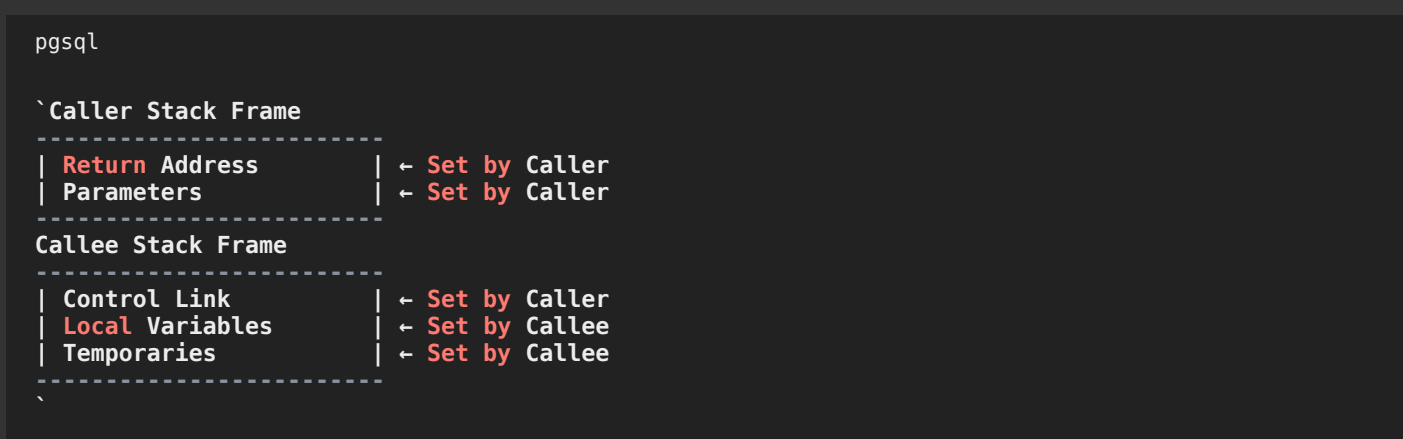 pgsql
`Caller Stack Frame
-------------------------
| Return Address        | ← Set by Caller
| Parameters            | ← Set by Caller
-------------------------
Callee Stack Frame
-------------------------
| Control Link          | ← Set by Caller
| Local Variables       | ← Set by Callee
| Temporaries           | ← Set by Callee
-------------------------
`